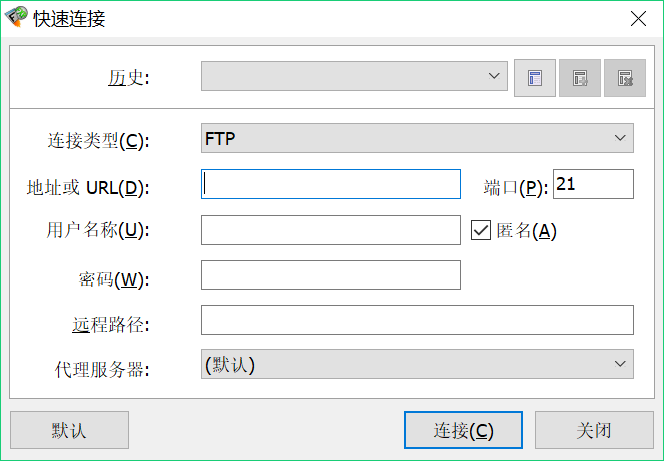 快速连接
历史:
连接类型(C): FTP
地址或 URL(D): 端口(P): 21
用户名称(U): 匿名(A)
密码(W):
远程路径:
代理服务器: (默认)
默认 连接(C) 关闭